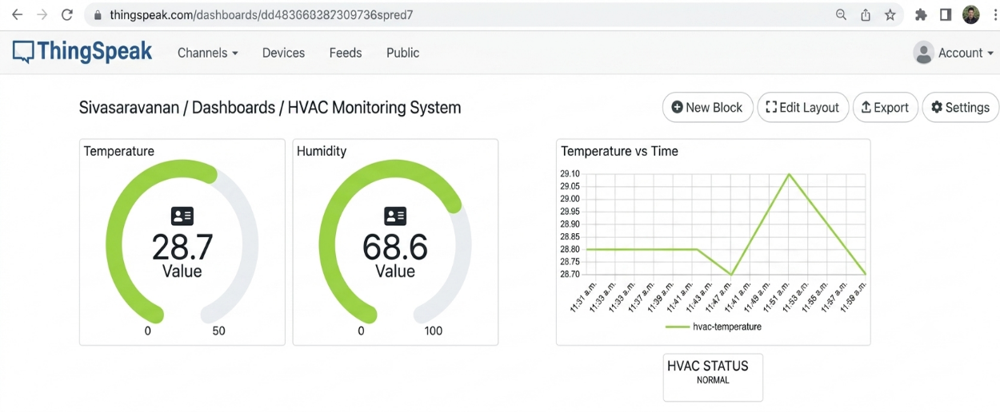 thingspeak.com/dashboards/dd483668382309736spred7
ThingSpeak Channels Devices Feeds Public Account
Sivasaravanan / Dashboards / HVAC Monitoring System
New Block Edit Layout Export Settings
Temperature
28.7
Value
0 50
Humidity
68.6
Value
0 100
Temperature vs Time
29.10
29.05
29.00
28.95
28.90
28.85
28.80
28.75
28.70
11:31 a.m. 11:33 a.m. 11:33 a.m. 11:37 a.m. 11:39 a.m. 11:41 a.m. 11:43 a.m. 11:47 a.m. 11:41 a.m. 11:49 a.m. 11:51 a.m. 11:53 a.m. 11:55 a.m. 11:57 a.m. 11:59 a.m.
hvac-temperature
HVAC STATUS
NORMAL